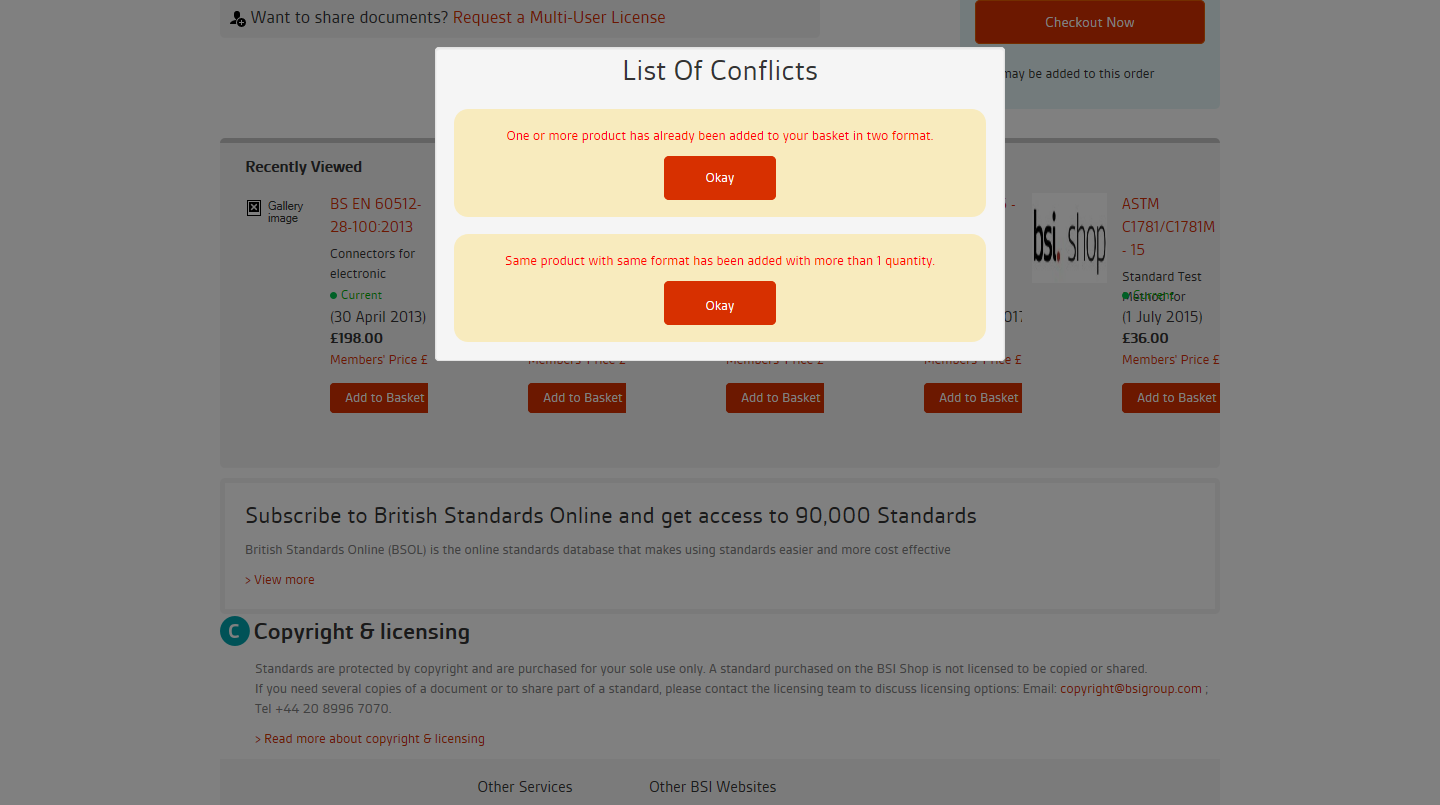 Want to share documents? Request a Multi-User License
Checkout Now
may be added to this order
List Of Conflicts
One or more product has already been added to your basket in two format.
Okay
Same product with same format has been added with more than 1 quantity.
Okay
Recently Viewed
Gallery
image
BS EN 60512-
28-100:2013
Connectors for
electronic
Current
(30 April 2013)
£198.00
Members' Price £
Add to Basket
Members' Price £
Add to Basket
Members' Price £
Add to Basket
Members' Price £
Add to Basket
bsi. shop
ASTM
C1781/C1781M
- 15
Standard Test
Method for
Current
(1 July 2015)
£36.00
Members' Price £
Add to Basket
Subscribe to British Standards Online and get access to 90,000 Standards
British Standards Online (BSOL) is the online standards database that makes using standards easier and more cost effective
> View more
C Copyright & licensing
Standards are protected by copyright and are purchased for your sole use only. A standard purchased on the BSI Shop is not licensed to be copied or shared.
If you need several copies of a document or to share part of a standard, please contact the licensing team to discuss licensing options: Email: copyright@bsigroup.com ;
Tel +44 20 8996 7070.
> Read more about copyright & licensing
Other Services
Other BSI Websites